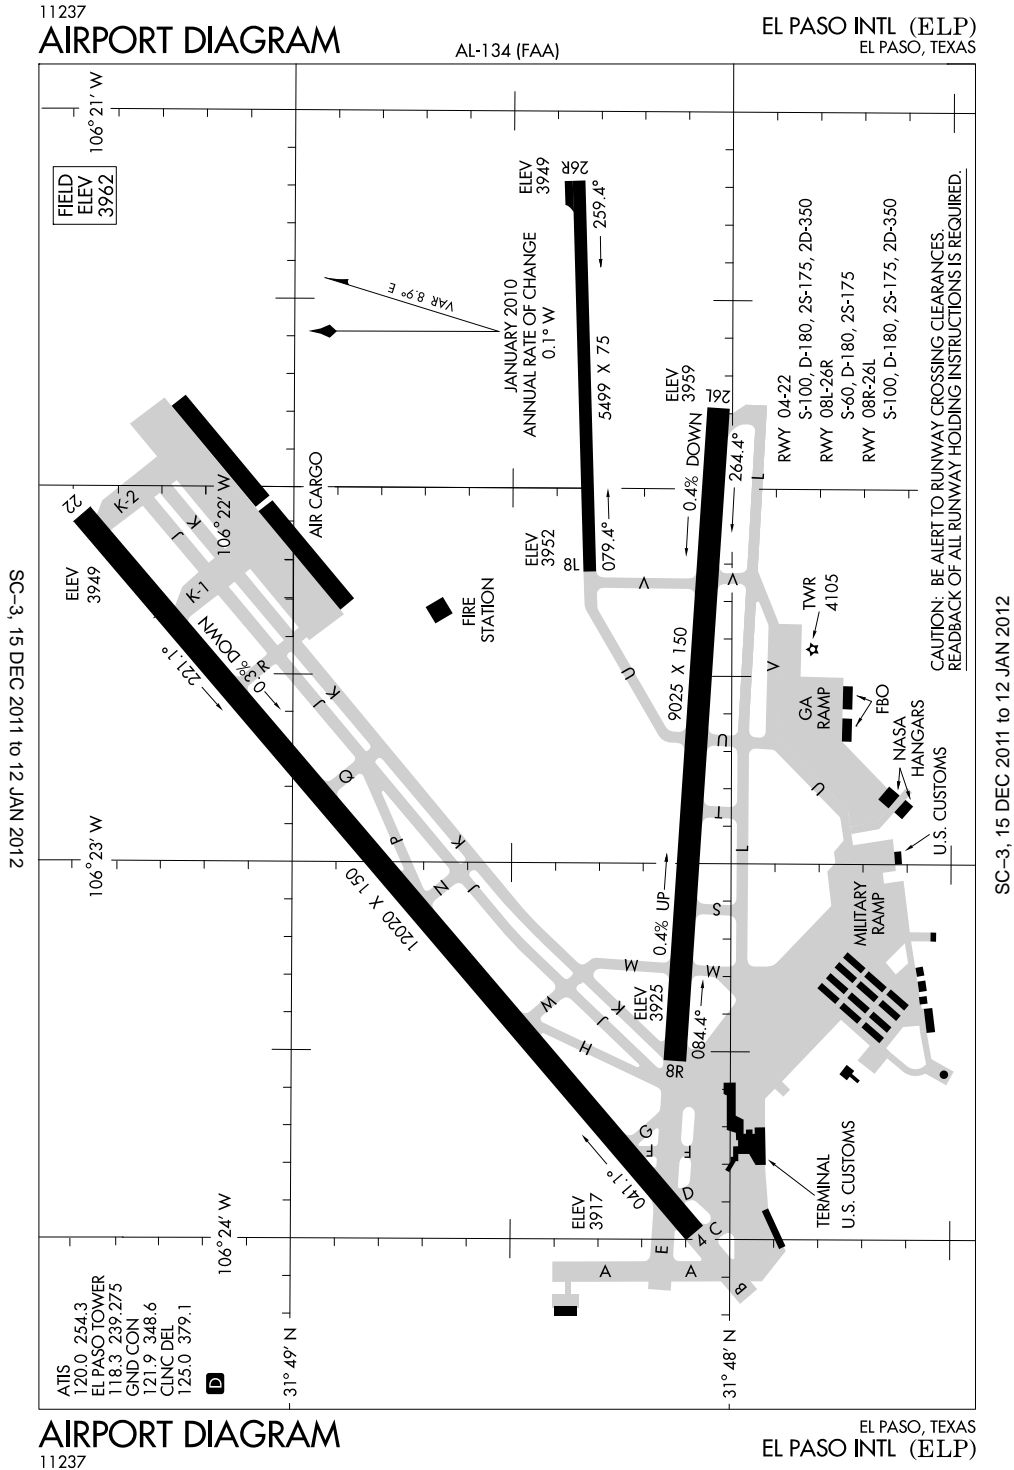 11237
AIRPORT DIAGRAM
AL-134 (FAA)
EL PASO INTL (ELP)
EL PASO, TEXAS
106° 21' W
FIELD
ELEV
3962
VAR 8.9° E
JANUARY 2010
ANNUAL RATE OF CHANGE
0.1° W
ELEV
3949
26R
259.4°
5499 X 75
ELEV
3952
8L
079.4°
ELEV
3959
26L
0.4% DOWN
264.4°
L
9025 X 150
RWY 04-22
S-100, D-180, 2S-175, 2D-350
RWY 08L-26R
S-60, D-180, 2S-175
RWY 08R-26L
S-100, D-180, 2S-175, 2D-350
CAUTION: BE ALERT TO RUNWAY CROSSING CLEARANCES.
READBACK OF ALL RUNWAY HOLDING INSTRUCTIONS IS REQUIRED.
22
K-2
J
K
106° 22' W
AIR CARGO
ELEV
3949
K-1
221.1°
0.3% DOWN
R
J
K
FIRE
STATION
V
V
V
U
U
U
T
T
L
S
TWR
4105
GA
RAMP
FBO
NASA
HANGARS
U.S. CUSTOMS
Q
P
N
K
J
106° 23' W
12020 X 150
0.4% UP
M
M
M
ELEV
3925
084.4°
8R
K
J
H
MILITARY
RAMP
G
F
F
D
C
4
E
A
A
B
041.1°
ELEV
3917
TERMINAL
U.S. CUSTOMS
106° 24' W
31° 49' N
31° 48' N
ATIS
120.0 254.3
EL PASO TOWER
118.3 239.275
GND CON
121.9 348.6
CLNC DEL
125.0 379.1
D
SC-3, 15 DEC 2011 to 12 JAN 2012
SC-3, 15 DEC 2011 to 12 JAN 2012
AIRPORT DIAGRAM
11237
EL PASO, TEXAS
EL PASO INTL (ELP)